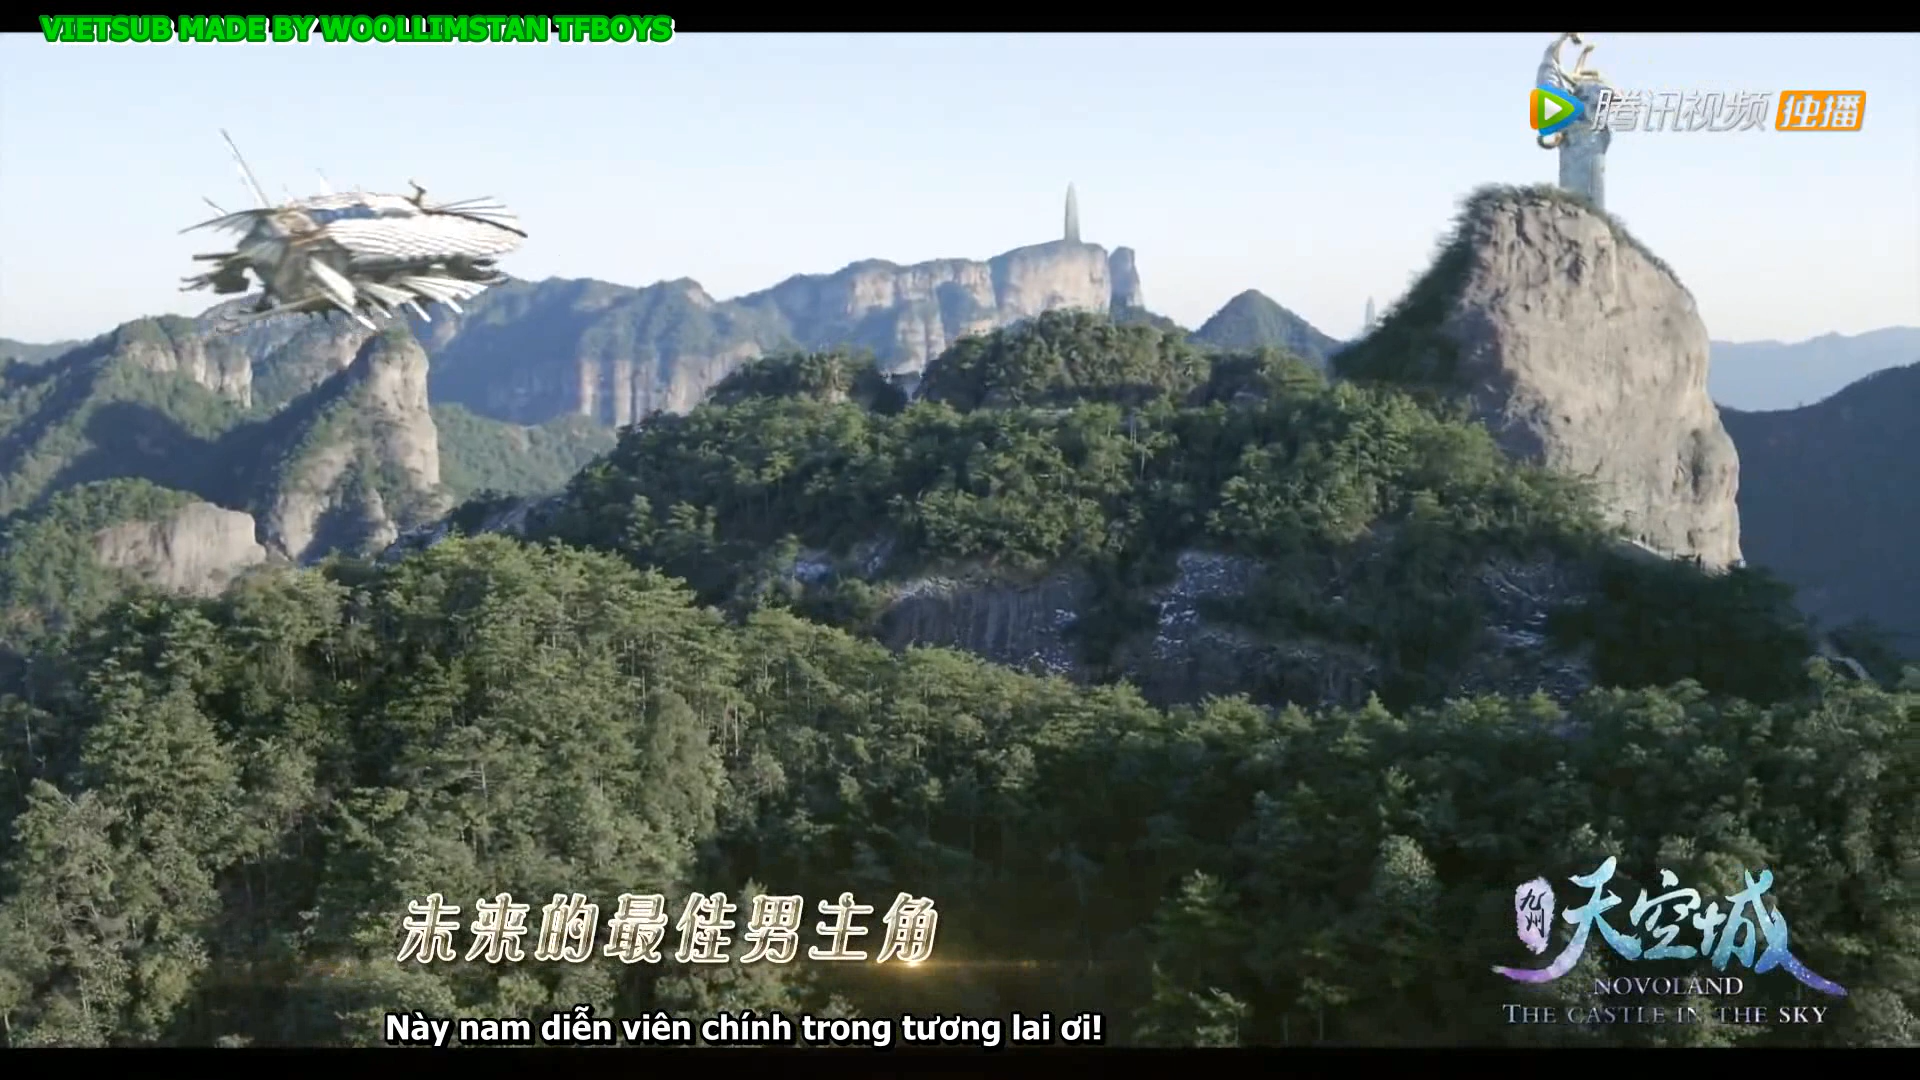 VIETSUB MADE BY WOOLLIMSTAN TFBOYS
腾讯视频 独播
未来的最佳男主角
九州 天空城
NOVOLAND
THE CASTLE IN THE SKY
Này nam diễn viên chính trong tương lai ơi!